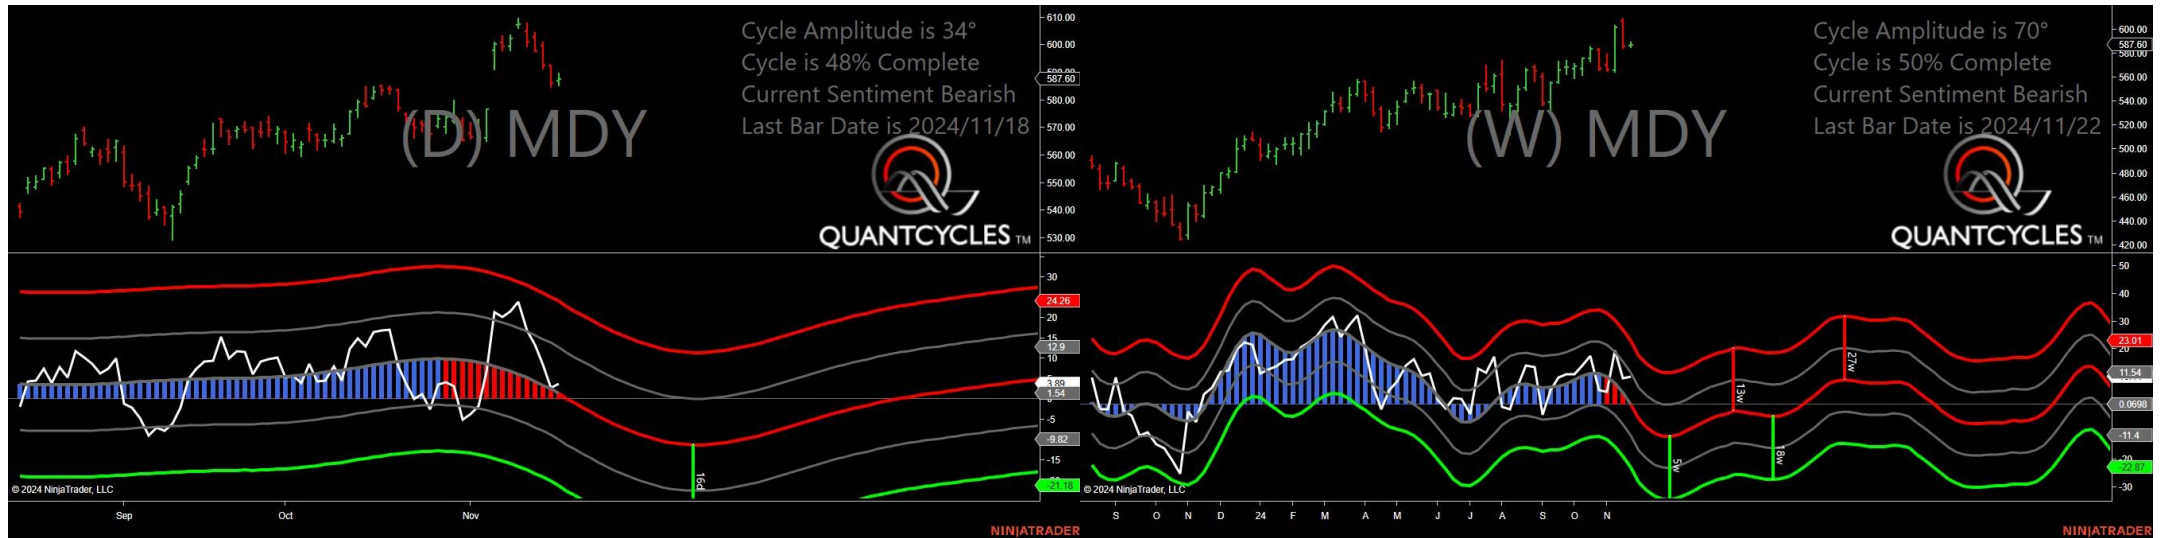 Cycle Amplitude is 34°
Cycle is 48% Complete
Current Sentiment Bearish
Last Bar Date is 2024/11/18
(D) MDY
QUANTCYCLES TM
610.00
600.00
587.60
580.00
570.00
560.00
550.00
540.00
530.00
30
24.26
20
15
12.9
10
3.89
1.54
-5
-9.82
-15
-21.18
16d
© 2024 NinjaTrader, LLC
Sep
Oct
Nov
NINJATRADER
Cycle Amplitude is 70°
Cycle is 50% Complete
Current Sentiment Bearish
Last Bar Date is 2024/11/22
(W) MDY
QUANTCYCLES TM
600.00
587.60
580.00
560.00
540.00
520.00
500.00
480.00
460.00
440.00
420.00
50
40
30
23.01
20
11.54
0.0698
-11.4
-20
-22.87
-30
5w
13w
18w
27w
© 2024 NinjaTrader, LLC
S O N D 24 F M A M J J A S O N
NINJATRADER